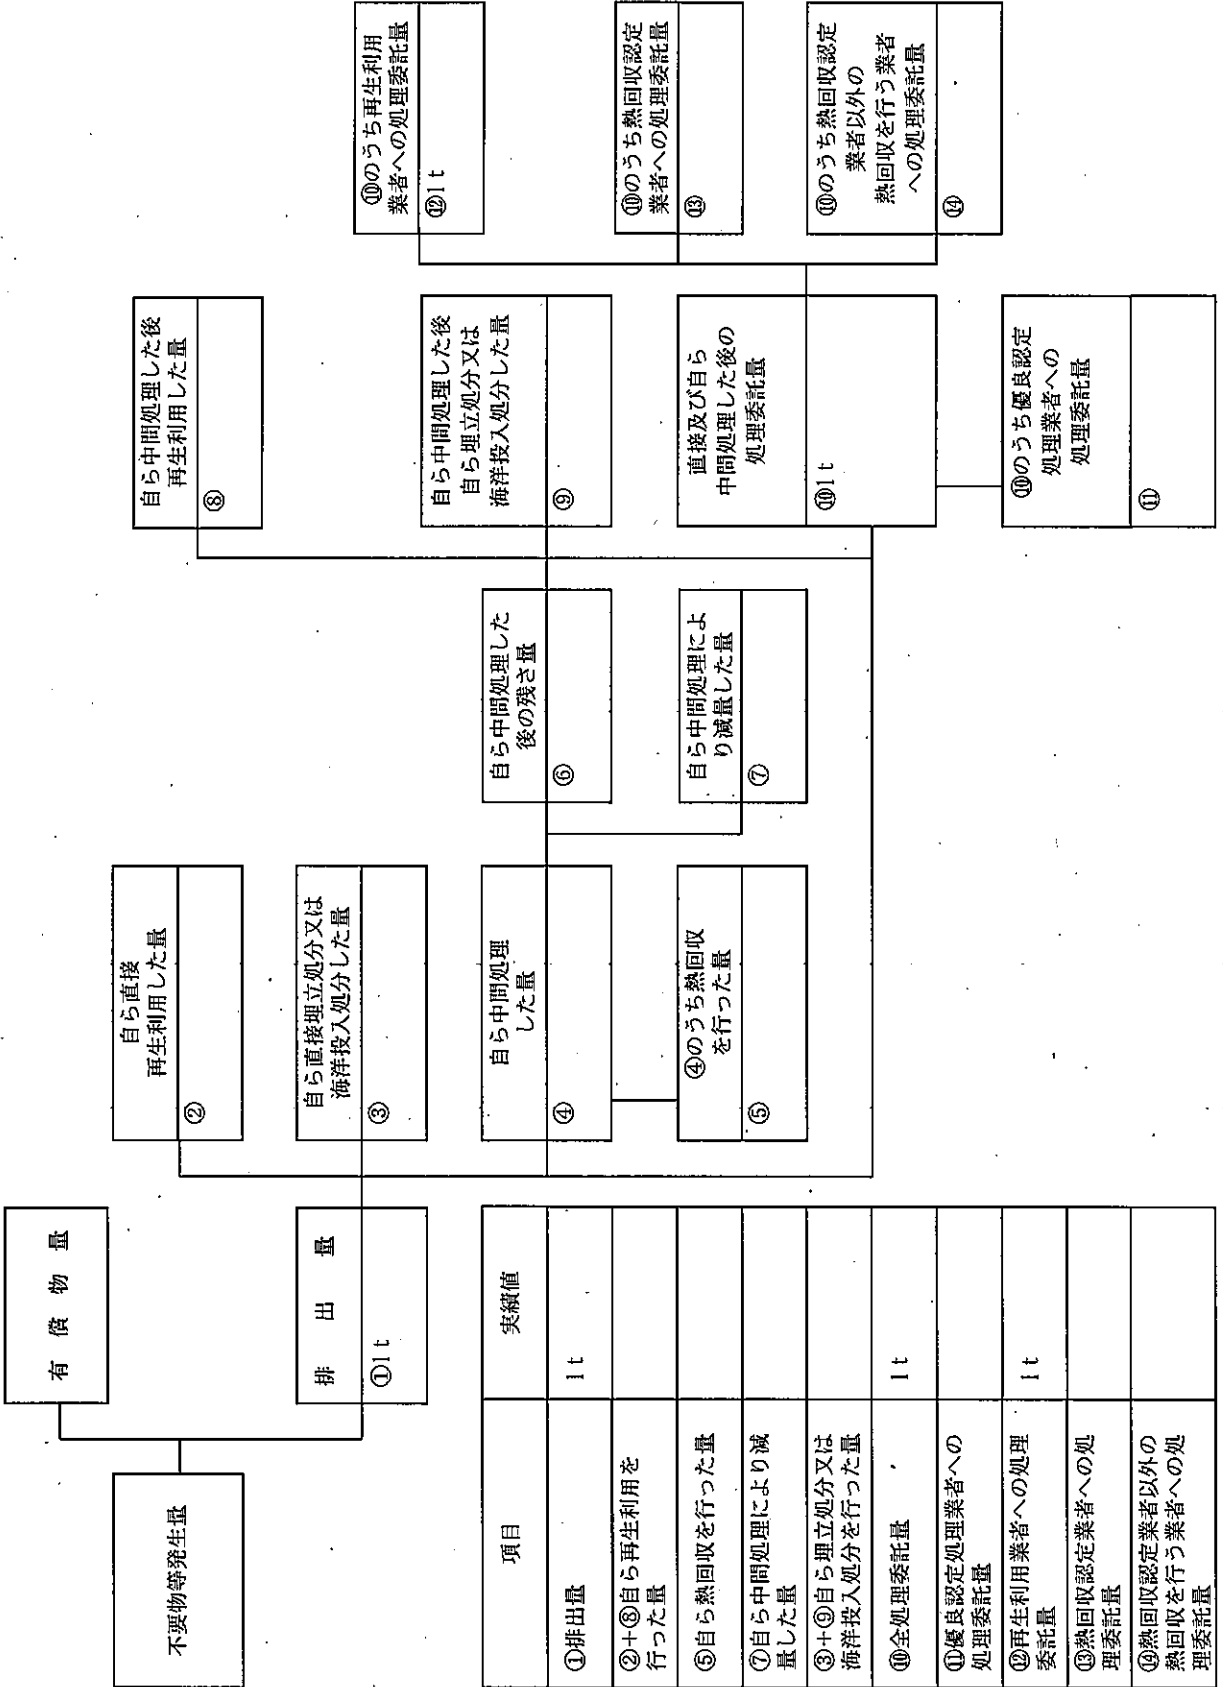 不要物等発生量
有償物量
排出量
①1t
自ら直接
再生利用した量
②
自ら直接埋立処分又は
海洋投入処分した量
③
自ら中間処理
した量
④
④のうち熱回収
を行った量
⑤
自ら中間処理した
後の残さ量
⑥
自ら中間処理によ
り減量した量
⑦
自ら中間処理した後
再生利用した量
⑧
自ら中間処理した後
自ら埋立処分又は
海洋投入処分した量
⑨
直接及び自ら
中間処理した後の
処理委託量
⑩1t
⑩のうち優良認定
処理業者への
処理委託量
⑪
⑩のうち再生利用
業者への処理委託量
⑫1t
⑩のうち熱回収認定
業者への処理委託量
⑬
⑩のうち熱回収認定
業者以外の
熱回収を行う業者
への処理委託量
⑭
項目 実績値
①排出量 1t
②+⑧自ら再生利用を
行った量
⑤自ら熱回収を行った量
⑦自ら中間処理により減
量した量
③+⑨自ら埋立処分又は
海洋投入処分を行った量
⑩全処理委託量 1t
⑪優良認定処理業者への
処理委託量
⑫再生利用業者への処理
委託量 1t
⑬熱回収認定業者への処
理委託量
⑭熱回収認定業者以外の
熱回収を行う業者への処
理委託量